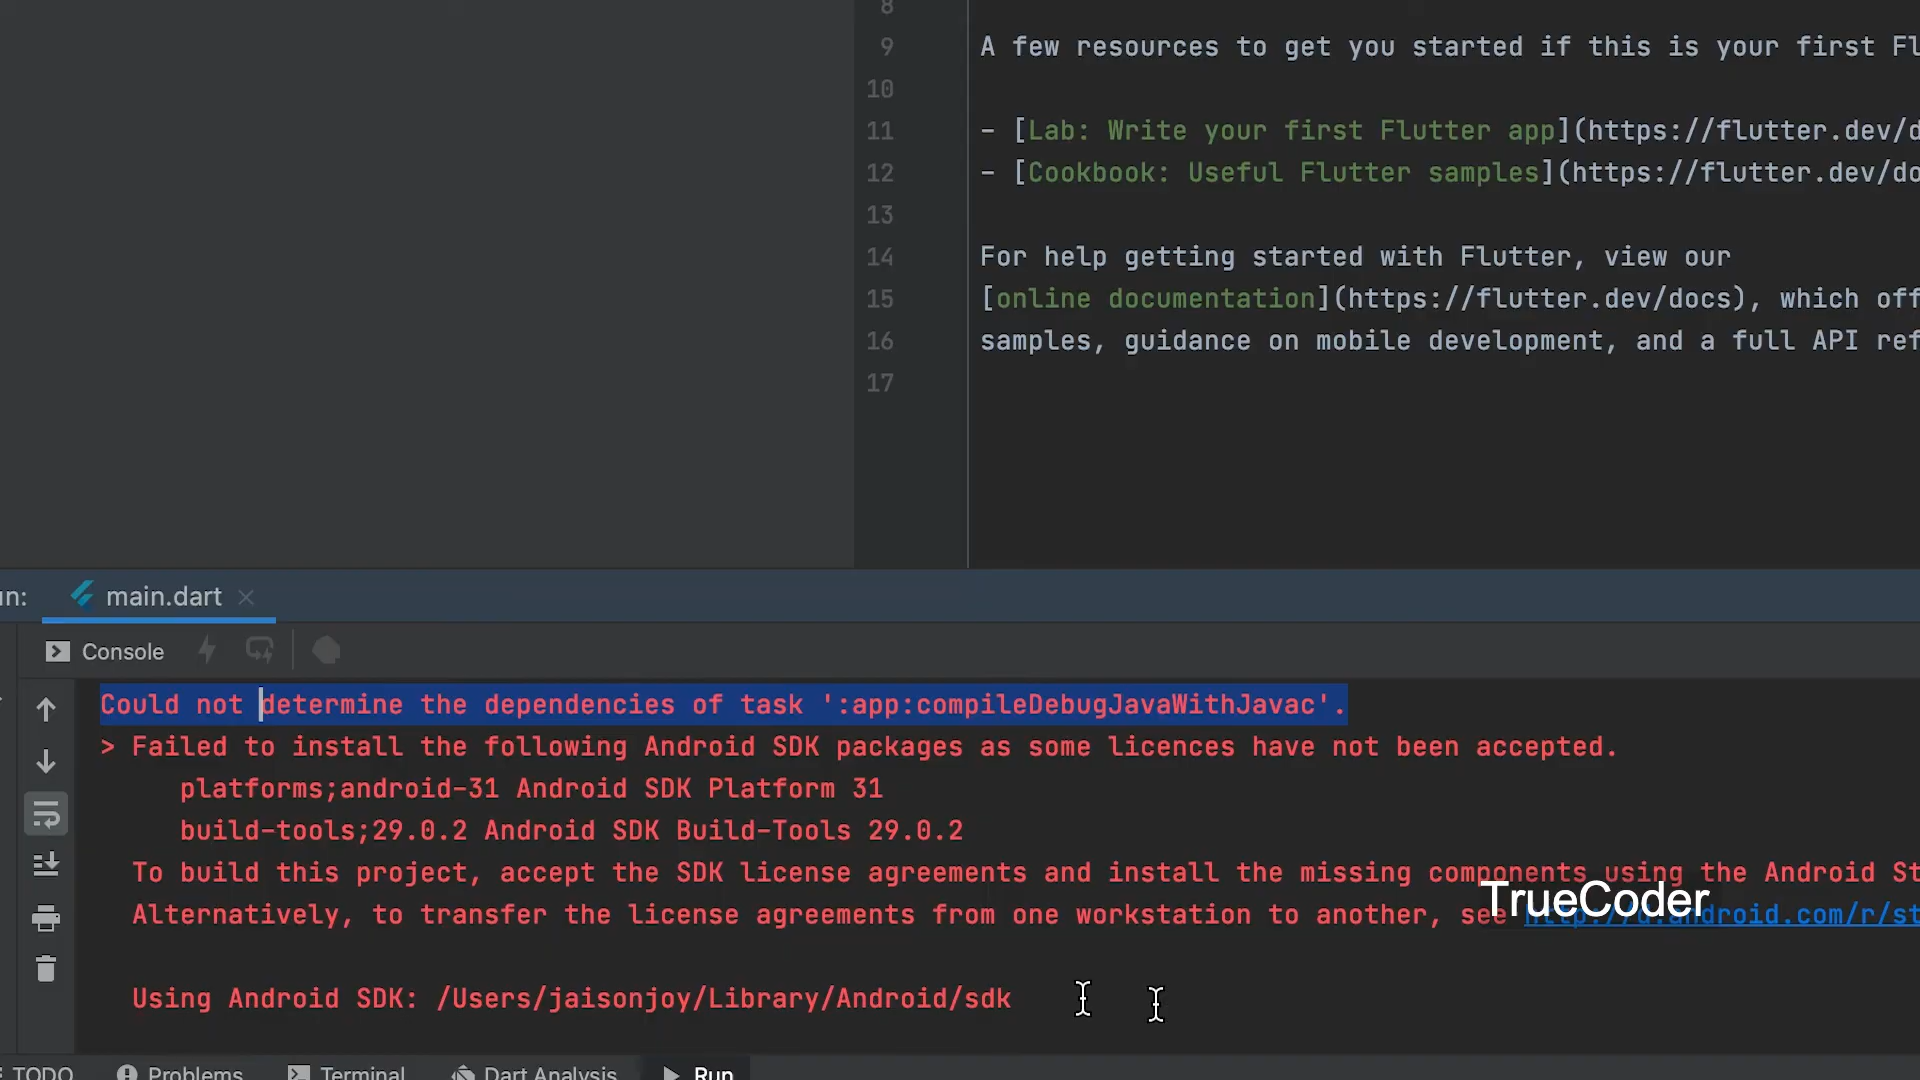 8
9 A few resources to get you started if this is your first Fl
10
11 - [Lab: Write your first Flutter app](https://flutter.dev/d
12 - [Cookbook: Useful Flutter samples](https://flutter.dev/do
13
14 For help getting started with Flutter, view our
15 [online documentation](https://flutter.dev/docs), which off
16 samples, guidance on mobile development, and a full API ref
17
un: main.dart
Console
Could not determine the dependencies of task ':app:compileDebugJavaWithJavac'.
> Failed to install the following Android SDK packages as some licences have not been accepted.
platforms;android-31 Android SDK Platform 31
build-tools;29.0.2 Android SDK Build-Tools 29.0.2
To build this project, accept the SDK license agreements and install the missing components using the Android St
Alternatively, to transfer the license agreements from one workstation to another, see http://d.android.com/r/st
TrueCoder
Using Android SDK: /Users/jaisonjoy/Library/Android/sdk
TODO Problems Terminal Dart Analysis Run